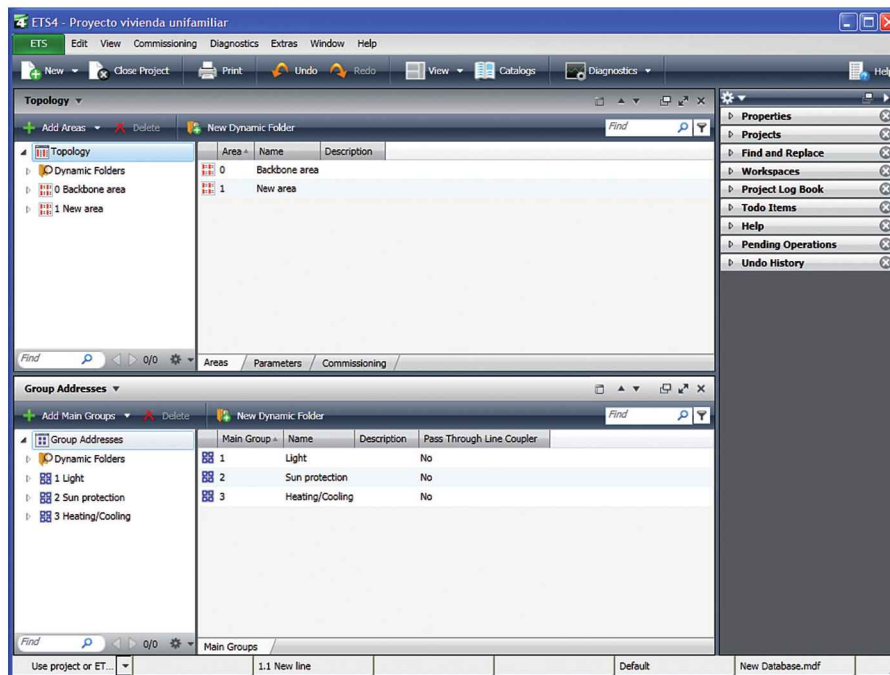 ETS4 - Proyecto vivienda unifamiliar
ETS Edit View Commissioning Diagnostics Extras Window Help
New Close Project Print Undo Redo View Catalogs Diagnostics Help
Topology
Add Areas Delete New Dynamic Folder Find
Topology
Dynamic Folders
0 Backbone area
1 New area
Area Name Description
0 Backbone area
1 New area
Find 0/0
Areas Parameters Commissioning
Group Addresses
Add Main Groups Delete New Dynamic Folder Find
Group Addresses
Dynamic Folders
1 Light
2 Sun protection
3 Heating/Cooling
Main Group Name Description Pass Through Line Coupler
1 Light No
2 Sun protection No
3 Heating/Cooling No
Find 0/0
Main Groups
Properties
Projects
Find and Replace
Workspaces
Project Log Book
Todo Items
Help
Pending Operations
Undo History
Use project or ET... 1.1 New line Default New Database.mdf